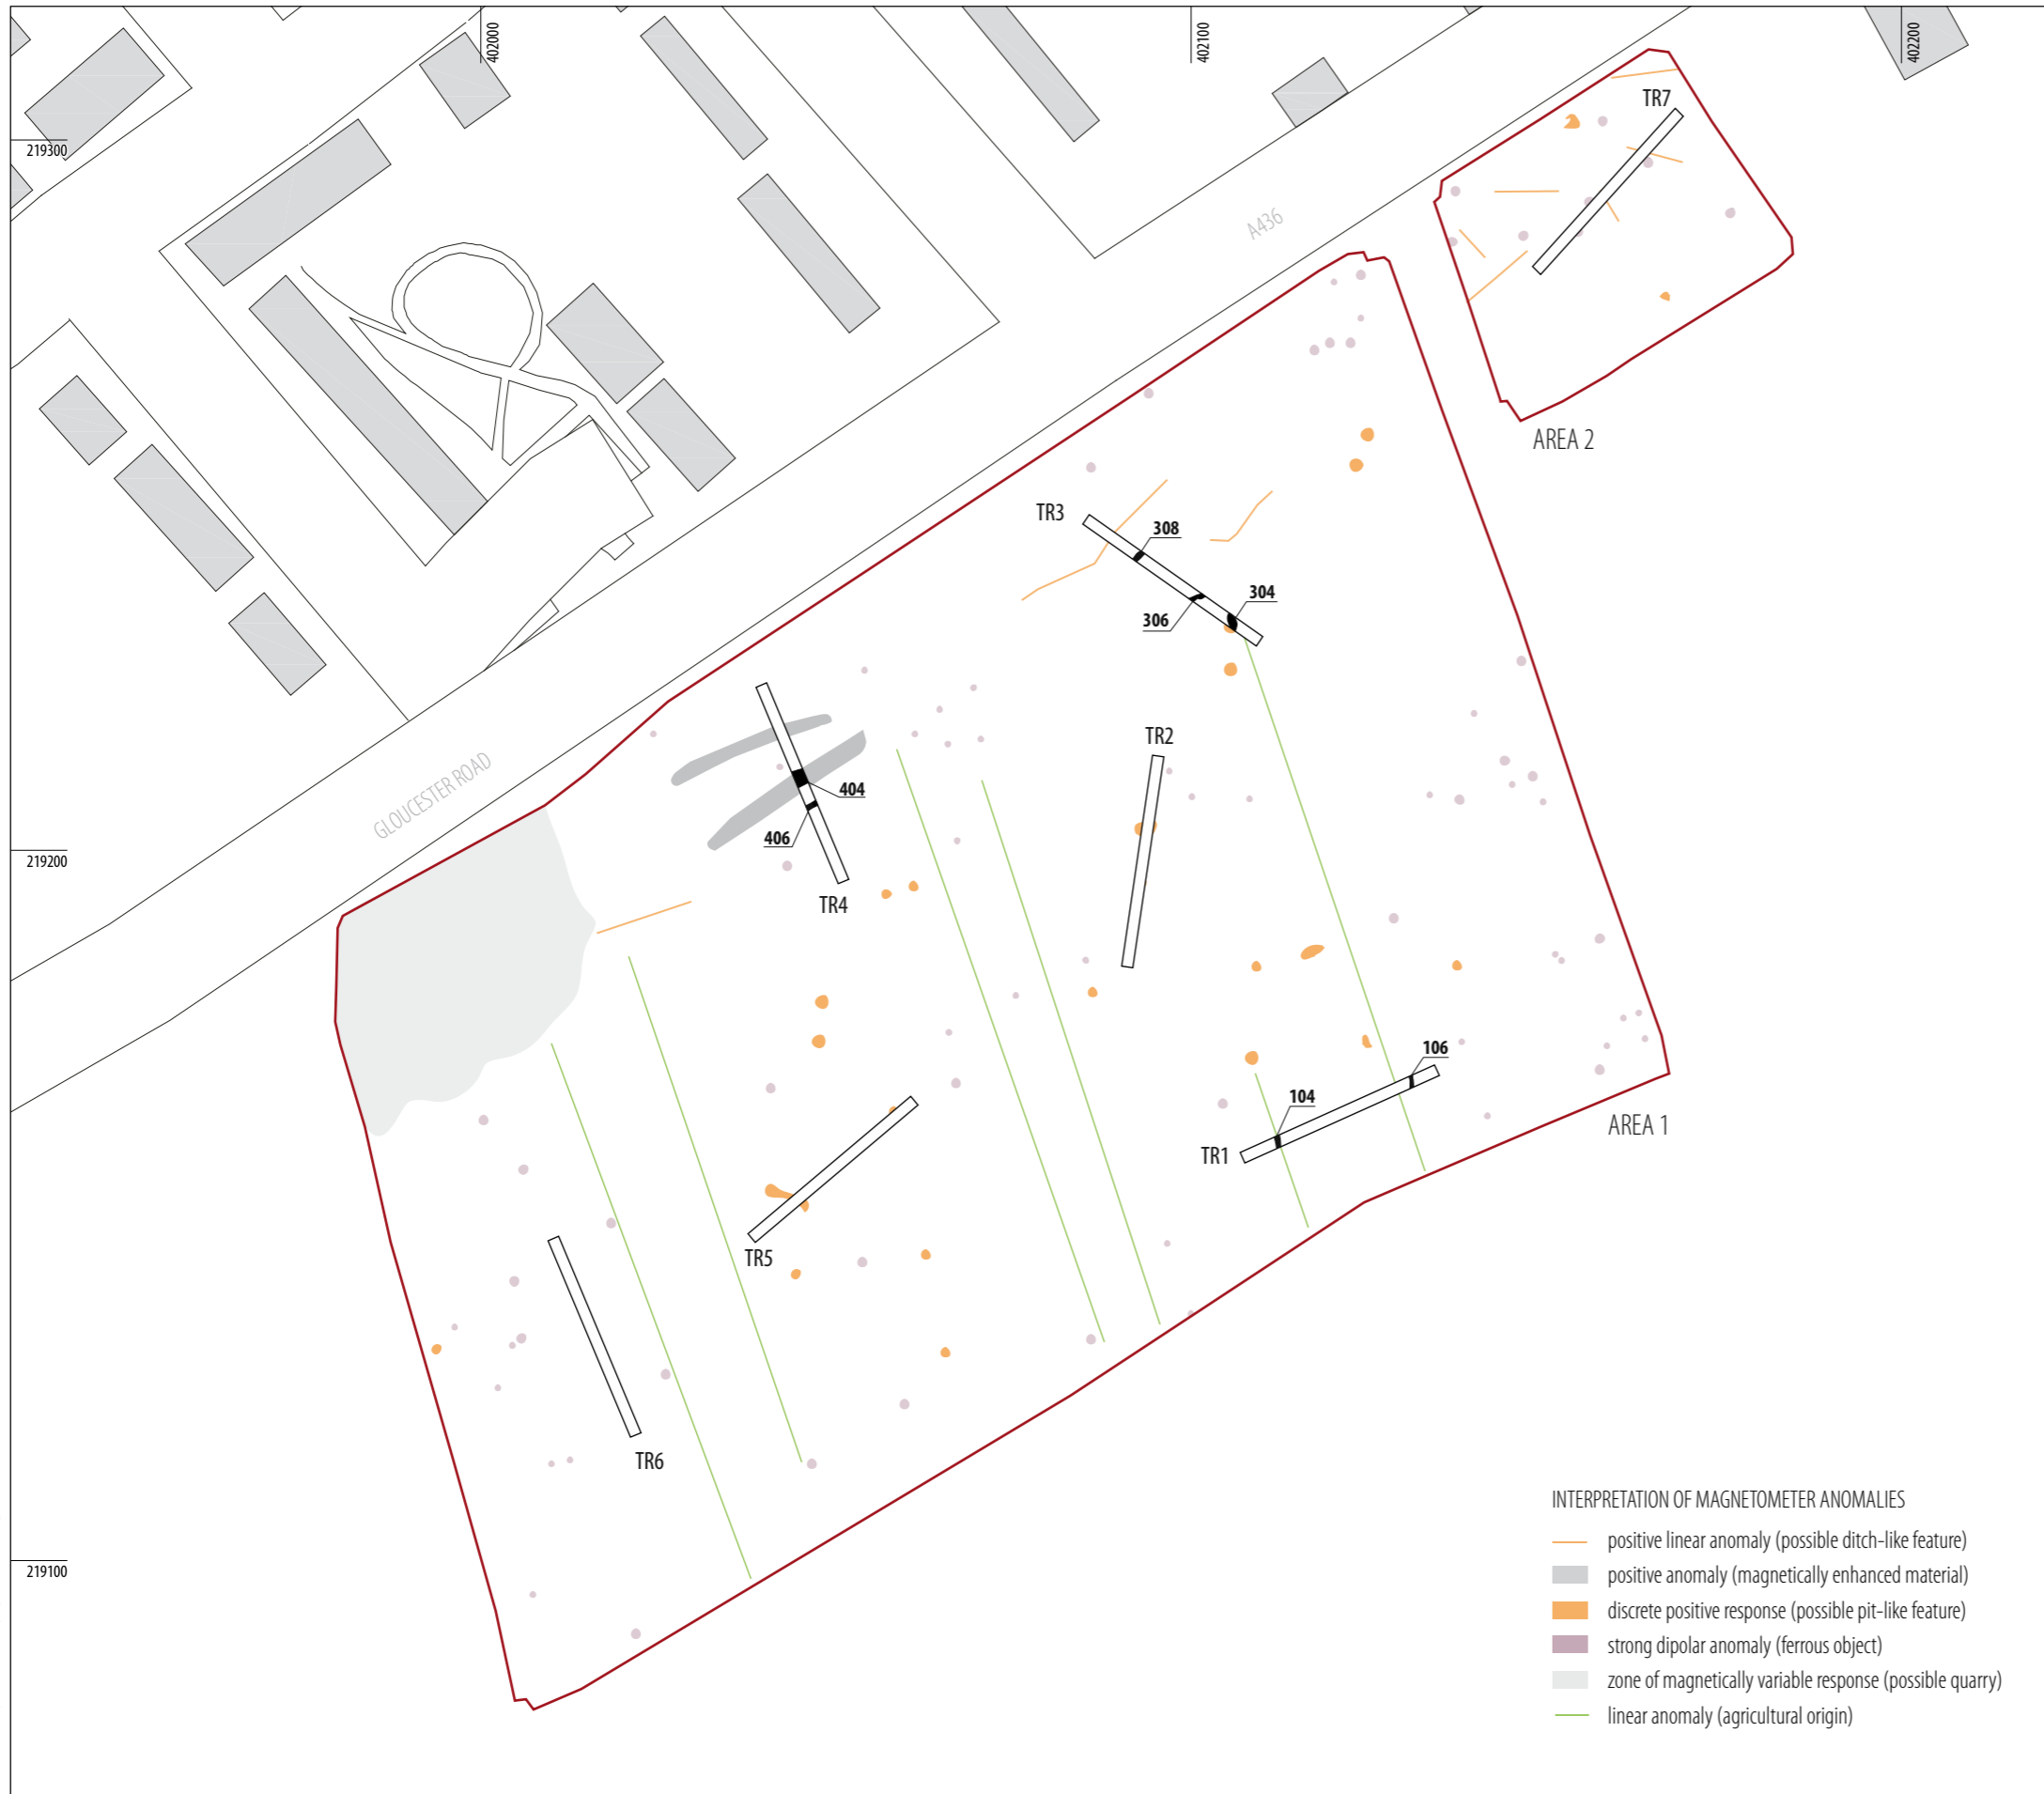 402000
402100
402200
219300
TR7
A436
AREA 2
TR3
308
304
306
TR2
GLOUCESTER ROAD
404
406
219200
TR4
106
104
AREA 1
TR1
TR5
TR6
219100
INTERPRETATION OF MAGNETOMETER ANOMALIES
positive linear anomaly (possible ditch-like feature)
positive anomaly (magnetically enhanced material)
discrete positive response (possible pit-like feature)
strong dipolar anomaly (ferrous object)
zone of magnetically variable response (possible quarry)
linear anomaly (agricultural origin)